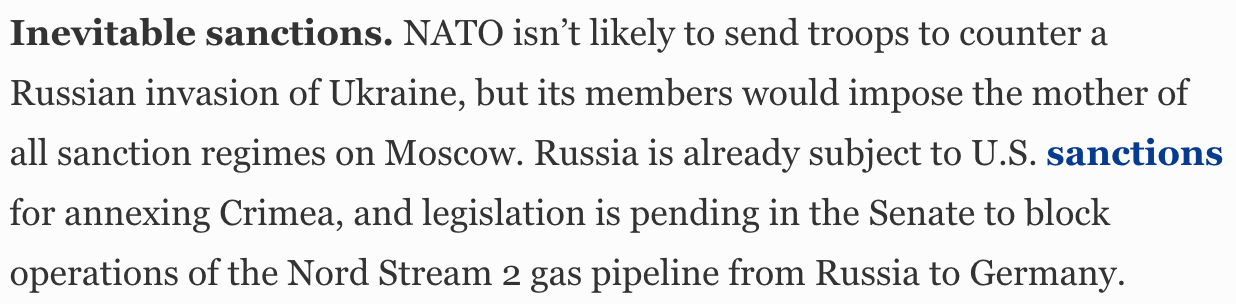 Inevitable sanctions. NATO isn’t likely to send troops to counter a
Russian invasion of Ukraine, but its members would impose the mother of
all sanction regimes on Moscow. Russia is already subject to U.S. sanctions
for annexing Crimea, and legislation is pending in the Senate to block
operations of the Nord Stream 2 gas pipeline from Russia to Germany.